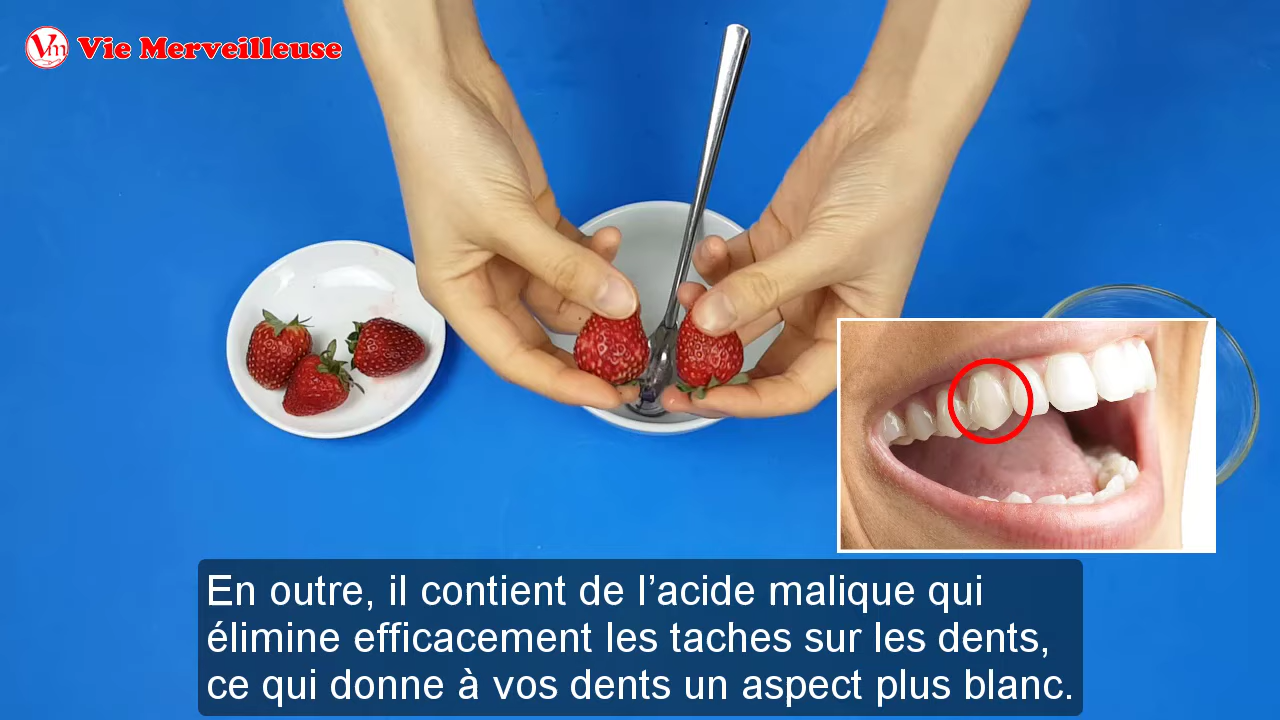 Vm Vie Merveilleuse
En outre, il contient de l’acide malique qui
élimine efficacement les taches sur les dents,
ce qui donne à vos dents un aspect plus blanc.